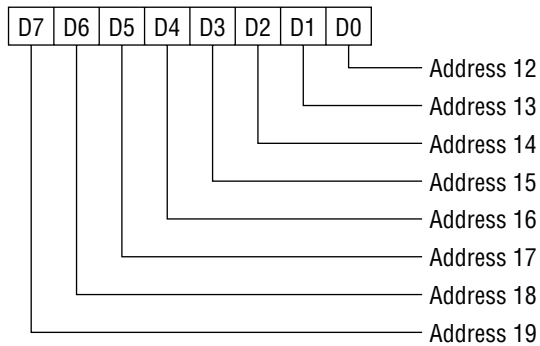 D7 D6 D5 D4 D3 D2 D1 D0
Address 12
Address 13
Address 14
Address 15
Address 16
Address 17
Address 18
Address 19